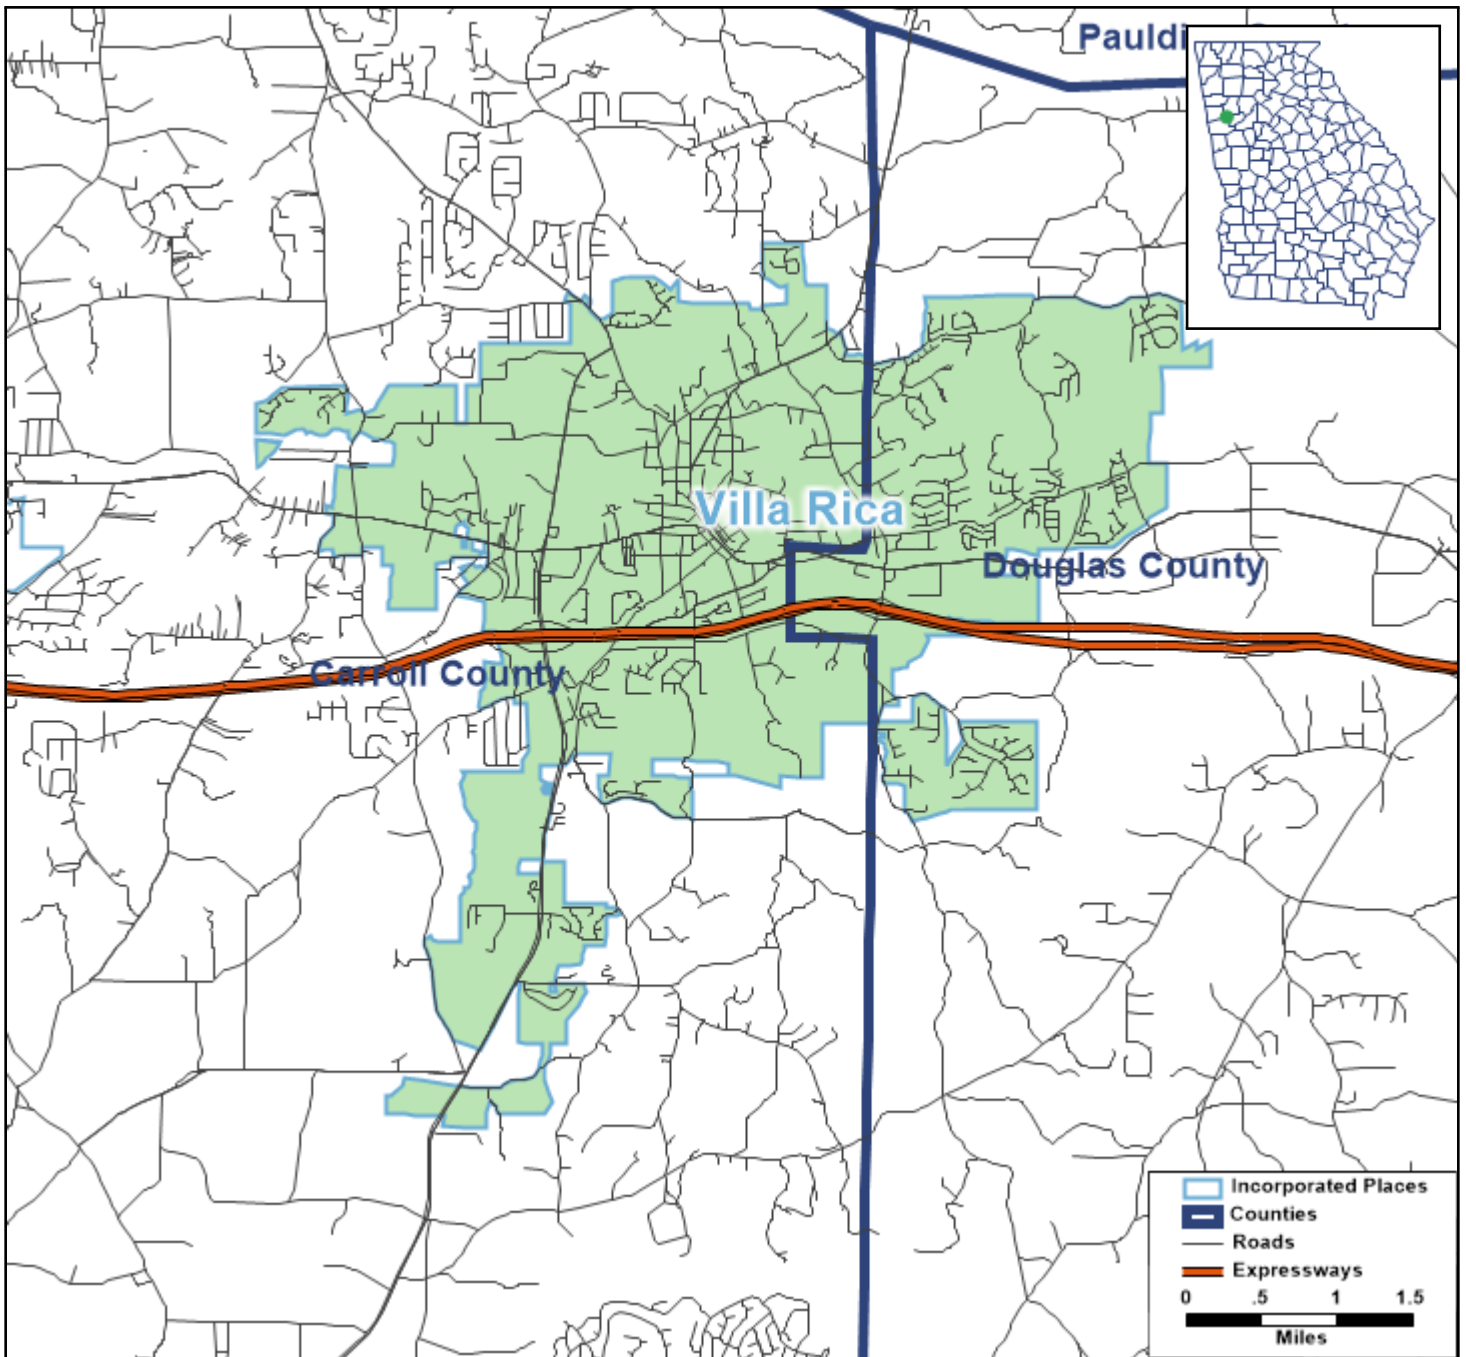 Pauldi
Villa Rica
Douglas County
Carroll County
Incorporated Places
Counties
Roads
Expressways
0 .5 1 1.5
Miles